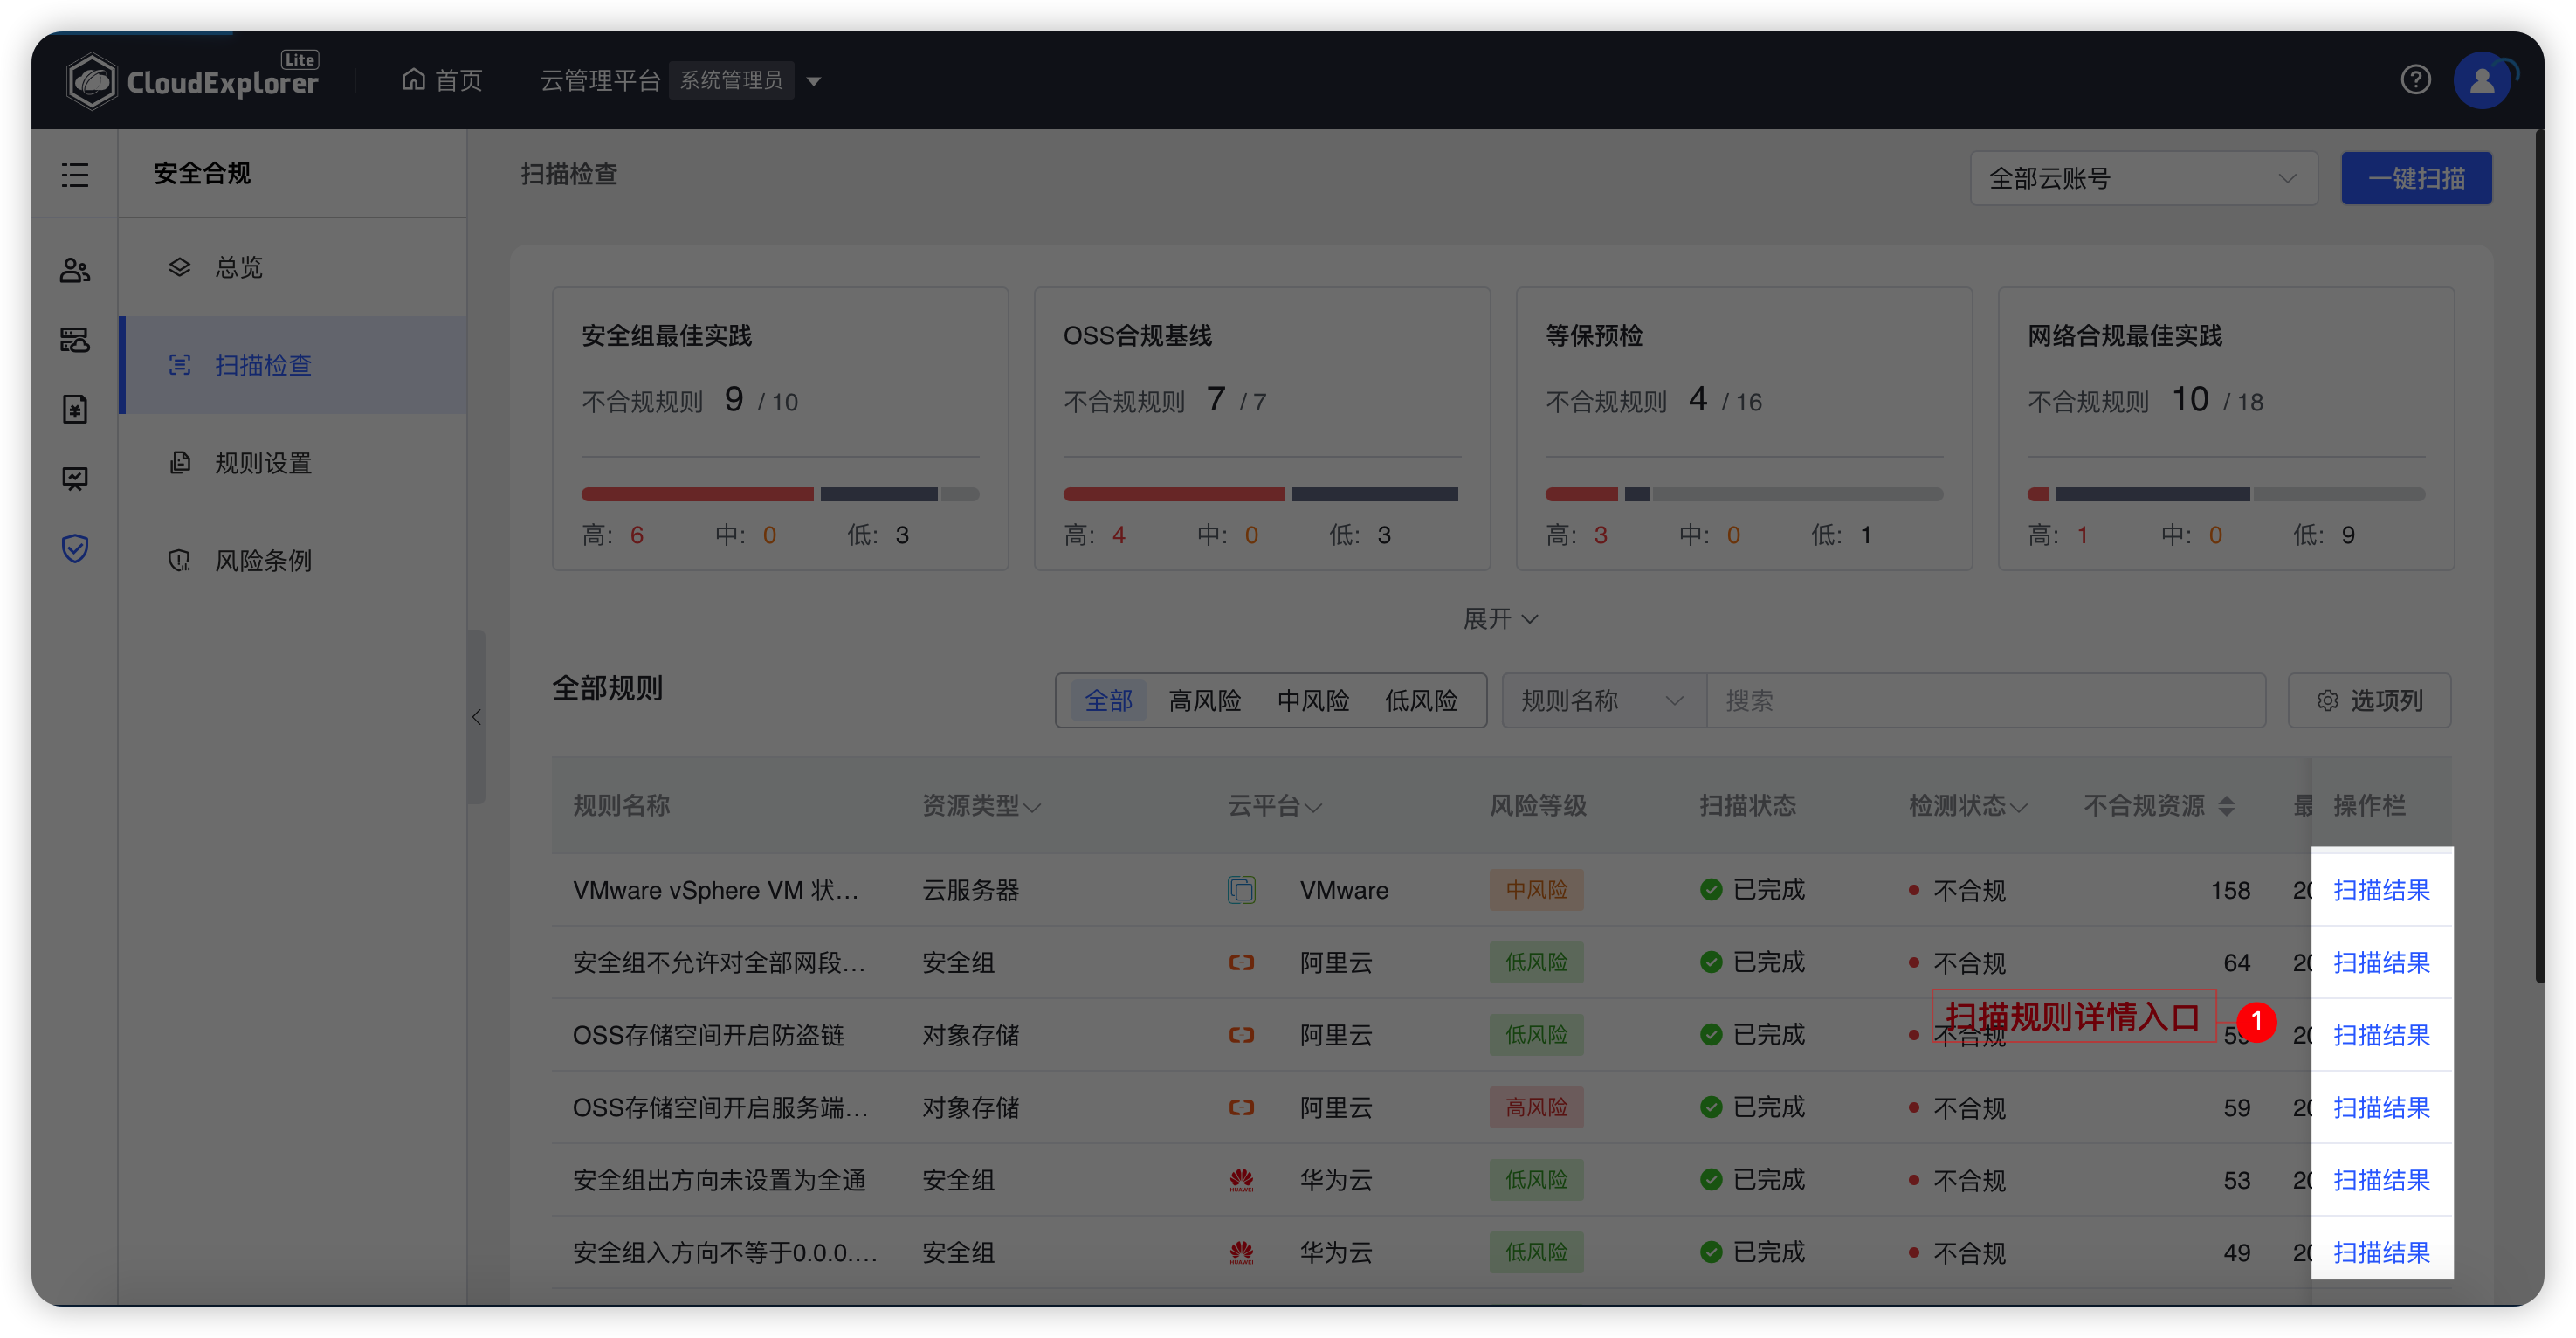 CloudExplorer Lite 首页 云管理平台 系统管理员
安全合规
总览
扫描检查
规则设置
风险条例
扫描检查 全部云账号 一键扫描
安全组最佳实践
不合规规则 9 / 10
高: 6 中: 0 低: 3
OSS合规基线
不合规规则 7 / 7
高: 4 中: 0 低: 3
等保预检
不合规规则 4 / 16
高: 3 中: 0 低: 1
网络合规最佳实践
不合规规则 10 / 18
高: 1 中: 0 低: 9
展开
全部规则 全部 高风险 中风险 低风险 规则名称 搜索 选项列
规则名称 资源类型 云平台 风险等级 扫描状态 检测状态 不合规资源 最 操作栏
VMware vSphere VM 状... 云服务器 VMware 中风险 已完成 不合规 158 20 扫描结果
安全组不允许对全部网段... 安全组 阿里云 低风险 已完成 不合规 64 20 扫描结果
扫描规则详情入口 1
OSS存储空间开启防盗链 对象存储 阿里云 低风险 已完成 不合规 20 扫描结果
OSS存储空间开启服务端... 对象存储 阿里云 高风险 已完成 不合规 59 20 扫描结果
安全组出方向未设置为全通 安全组 HUAWEI 华为云 低风险 已完成 不合规 53 20 扫描结果
安全组入方向不等于0.0.0.... 安全组 HUAWEI 华为云 低风险 已完成 不合规 49 20 扫描结果